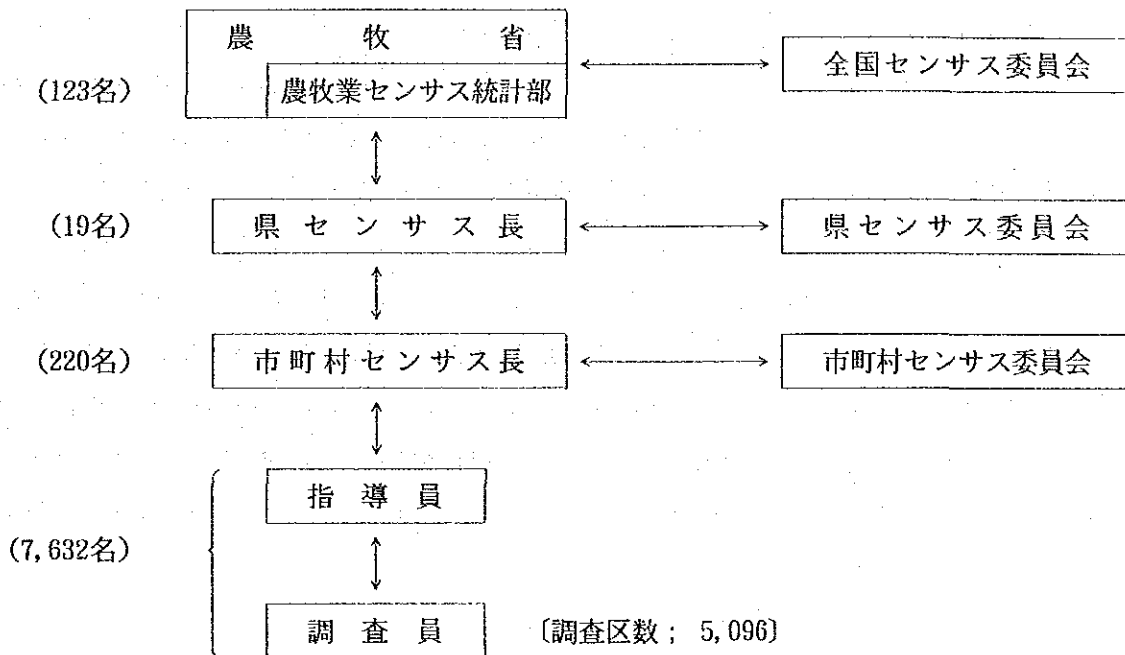 農牧省
全国センサス委員会
(123名)
農牧業センサス統計部
(19名)
県センサス長
県センサス委員会
(220名)
市町村センサス長
市町村センサス委員会
指導員
(7,632名)
調査員
〔調査区数; 5,096〕